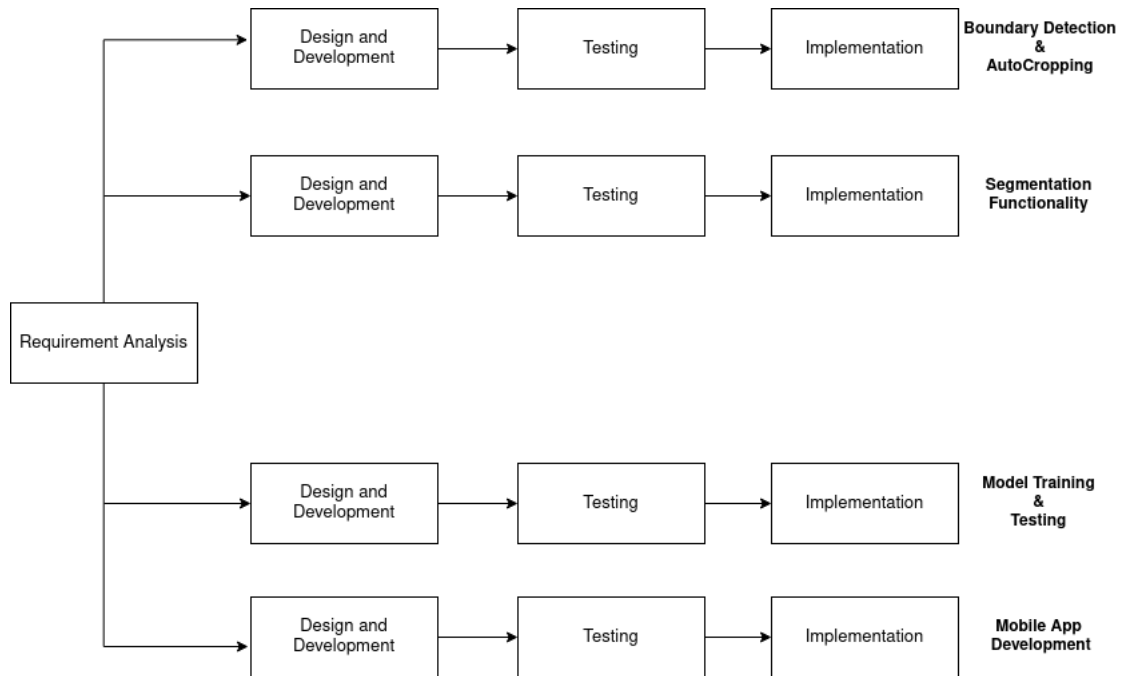 Design and
Development
Testing
Implementation
Boundary Detection
&
AutoCropping
Design and
Development
Testing
Implementation
Segmentation
Functionality
Requirement Analysis
Design and
Development
Testing
Implementation
Model Training
&
Testing
Design and
Development
Testing
Implementation
Mobile App
Development